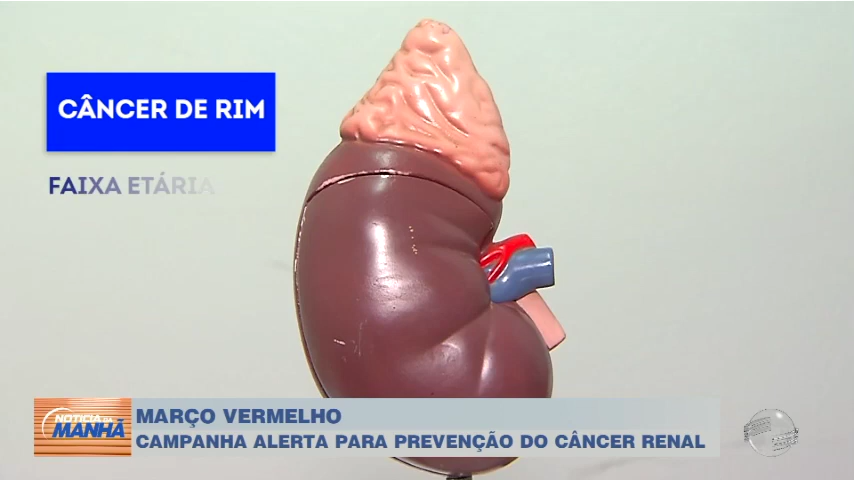 CÂNCER DE RIM
FAIXA ETÁRIA
NOTÍCIA DA
MANHÃ
MARÇO VERMELHO
CAMPANHA ALERTA PARA PREVENÇÃO DO CÂNCER RENAL